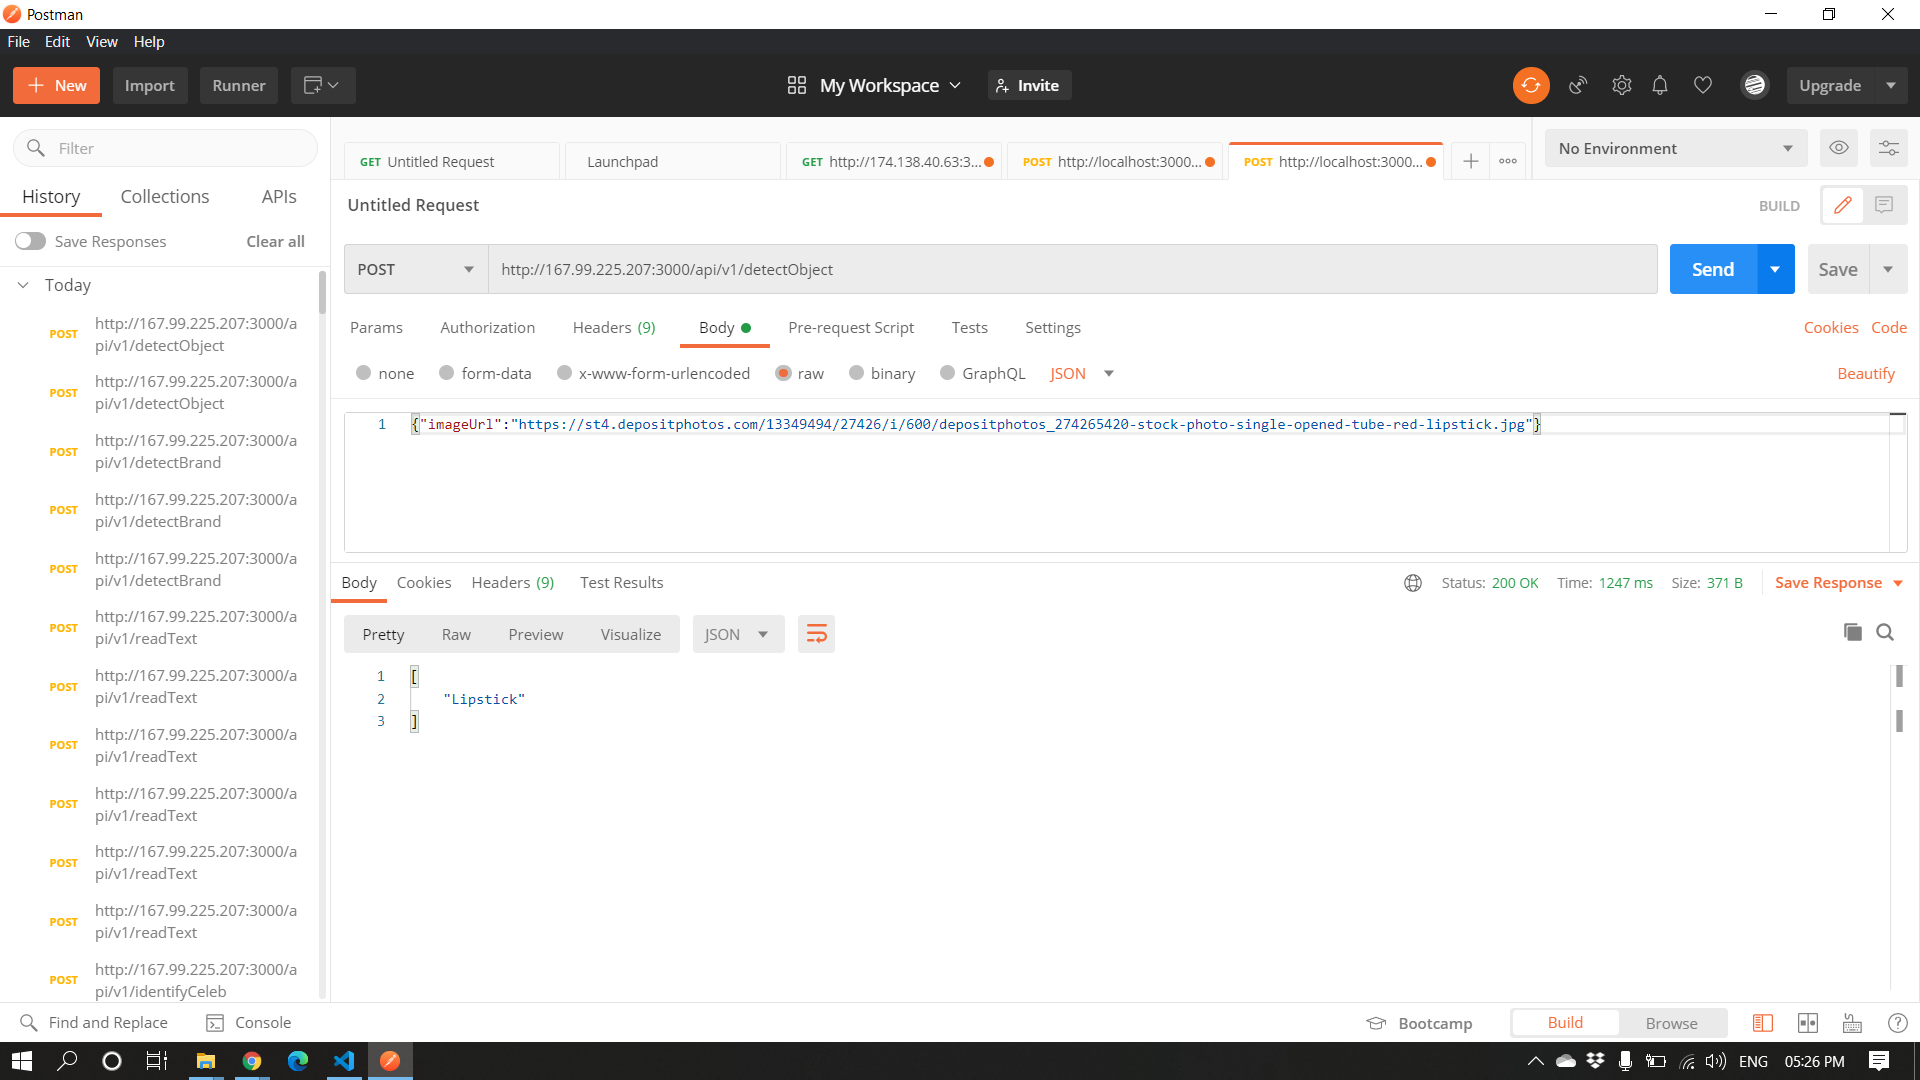 Postman
File Edit View Help
New Import Runner My Workspace Invite Upgrade
Filter
History Collections APIs
Save Responses Clear all
Today
POST http://167.99.225.207:3000/a
pi/v1/detectObject
POST http://167.99.225.207:3000/a
pi/v1/detectObject
POST http://167.99.225.207:3000/a
pi/v1/detectBrand
POST http://167.99.225.207:3000/a
pi/v1/detectBrand
POST http://167.99.225.207:3000/a
pi/v1/detectBrand
POST http://167.99.225.207:3000/a
pi/v1/readText
POST http://167.99.225.207:3000/a
pi/v1/readText
POST http://167.99.225.207:3000/a
pi/v1/readText
POST http://167.99.225.207:3000/a
pi/v1/readText
POST http://167.99.225.207:3000/a
pi/v1/readText
POST http://167.99.225.207:3000/a
pi/v1/readText
POST http://167.99.225.207:3000/a
pi/v1/identifyCeleb
GET Untitled Request Launchpad GET http://174.138.40.63:3... POST http://localhost:3000... POST http://localhost:3000... No Environment
Untitled Request BUILD
POST http://167.99.225.207:3000/api/v1/detectObject Send Save
Params Authorization Headers (9) Body Pre-request Script Tests Settings Cookies Code
none form-data x-www-form-urlencoded raw binary GraphQL JSON Beautify
1 {"imageUrl":"https://st4.depositphotos.com/13349494/27426/i/600/depositphotos_274265420-stock-photo-single-opened-tube-red-lipstick.jpg"}
Body Cookies Headers (9) Test Results Status: 200 OK Time: 1247 ms Size: 371 B Save Response
Pretty Raw Preview Visualize JSON
1 [
2 "Lipstick"
3 ]
Find and Replace Console Bootcamp Build Browse
ENG 05:26 PM